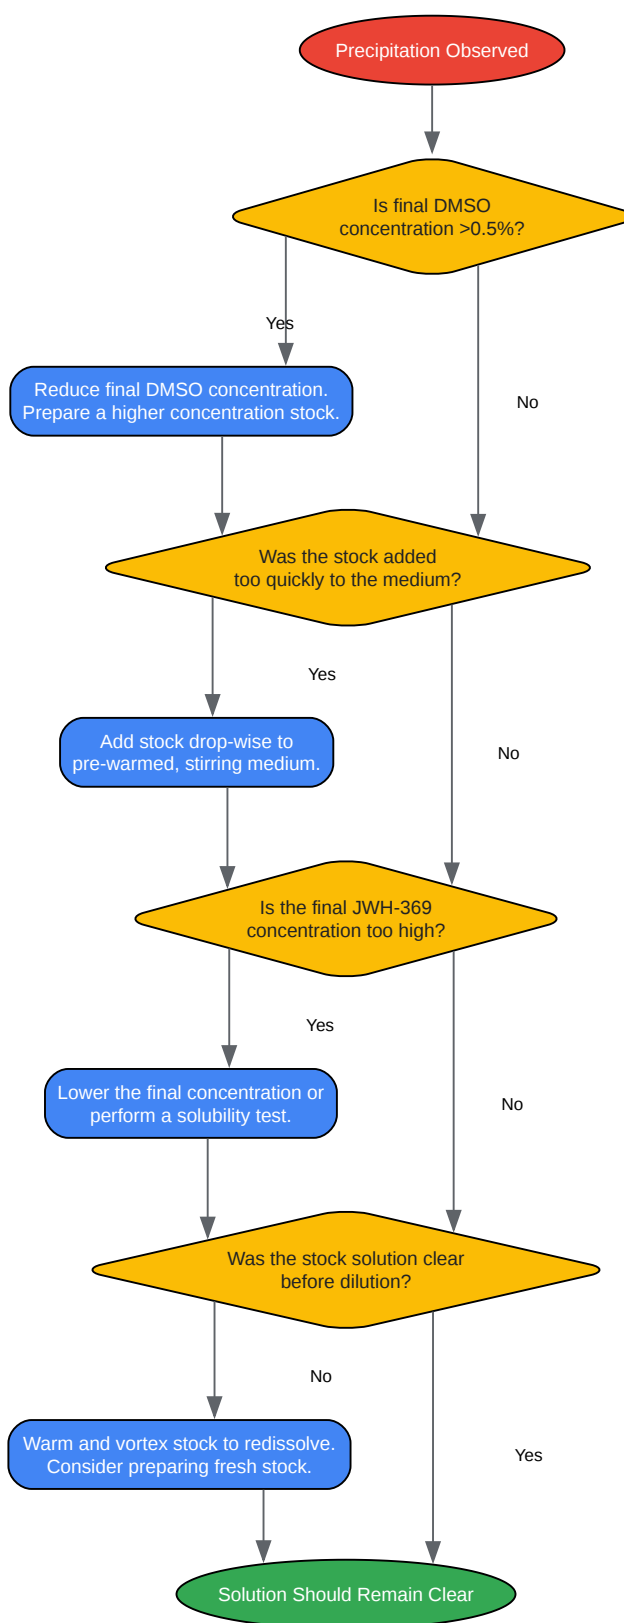 Precipitation Observed
Is final DMSO
concentration >0.5%?
Yes
Reduce final DMSO concentration.
Prepare a higher concentration stock.
No
Was the stock added
too quickly to the medium?
Yes
Add stock drop-wise to
pre-warmed, stirring medium.
No
Is the final JWH-369
concentration too high?
Yes
Lower the final concentration or
perform a solubility test.
No
Was the stock solution clear
before dilution?
No
Warm and vortex stock to redissolve.
Consider preparing fresh stock.
Yes
Solution Should Remain Clear